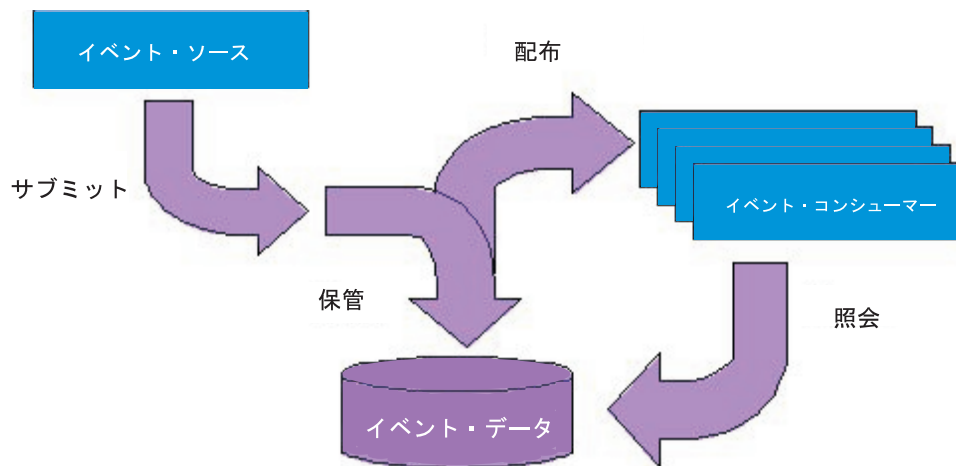 イベント・ソース
配布
サブミット
イベント・コンシューマー
保管
照会
イベント・データ